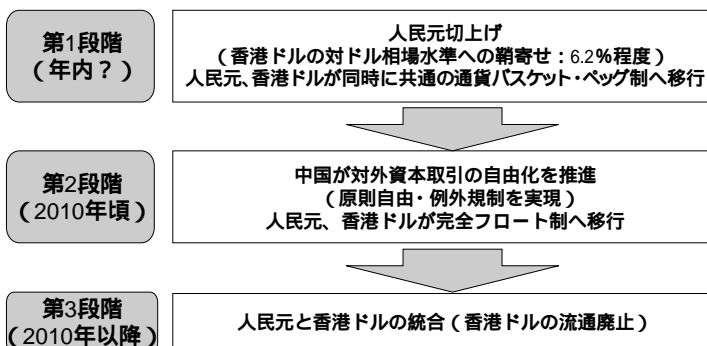 第1段階
（年内？）
人民元切上げ
（香港ドルの対ドル相場水準への鞘寄せ：6.2％程度）
人民元、香港ドルが同時に共通の通貨バスケット・ペッグ制へ移行
第2段階
（2010年頃）
中国が対外資本取引の自由化を推進
（原則自由・例外規制を実現）
人民元、香港ドルが完全フロート制へ移行
第3段階
（2010年以降）
人民元と香港ドルの統合（香港ドルの流通廃止）